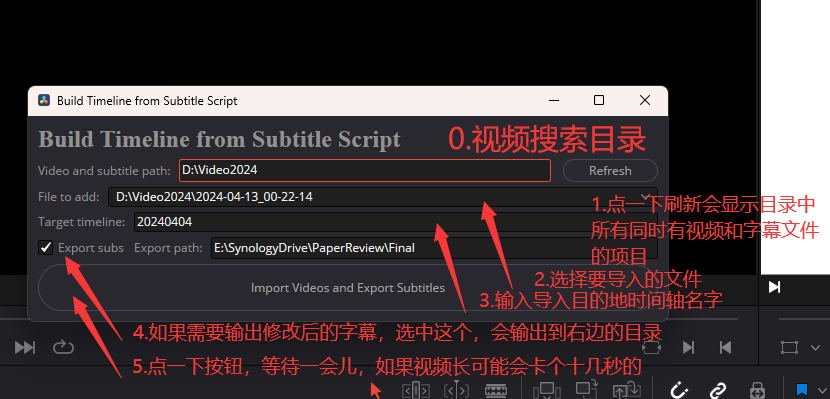 Build Timeline from Subtitle Script
Build Timeline from Subtitle Script
0.视频搜索目录
Video and subtitle path:
D:\Video2024
Refresh
File to add:
D:\Video2024\2024-04-13_00-22-14
1.点一下刷新会显示目录中
所有同时有视频和字幕文件
的项目
Target timeline:
20240404
Export subs
Export path:
E:\SynologyDrive\PaperReview\Final
2.选择要导入的文件
Import Videos and Export Subtitles
3.输入导入目的地时间轴名字
4.如果需要输出修改后的字幕，选中这个，会输出到右边的目录
5.点一下按钮，等待一会儿，如果视频长可能会卡个十几秒的